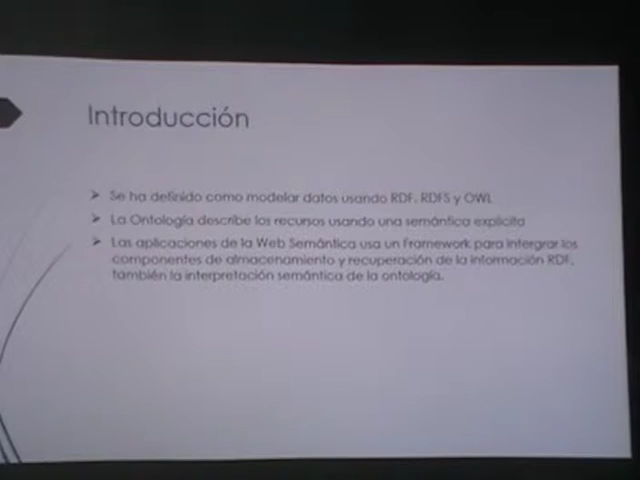 Introducción
➢ Se ha definido como modelar datos usando RDF, RDFS y OWL
➢ La Ontología describe los recursos usando una semántica explícita
➢ Las aplicaciones de la Web Semántica usa un Framework para intergrar los
componentes de almacenamiento y recuperación de la información RDF,
también la interpretación semántica de la ontología.